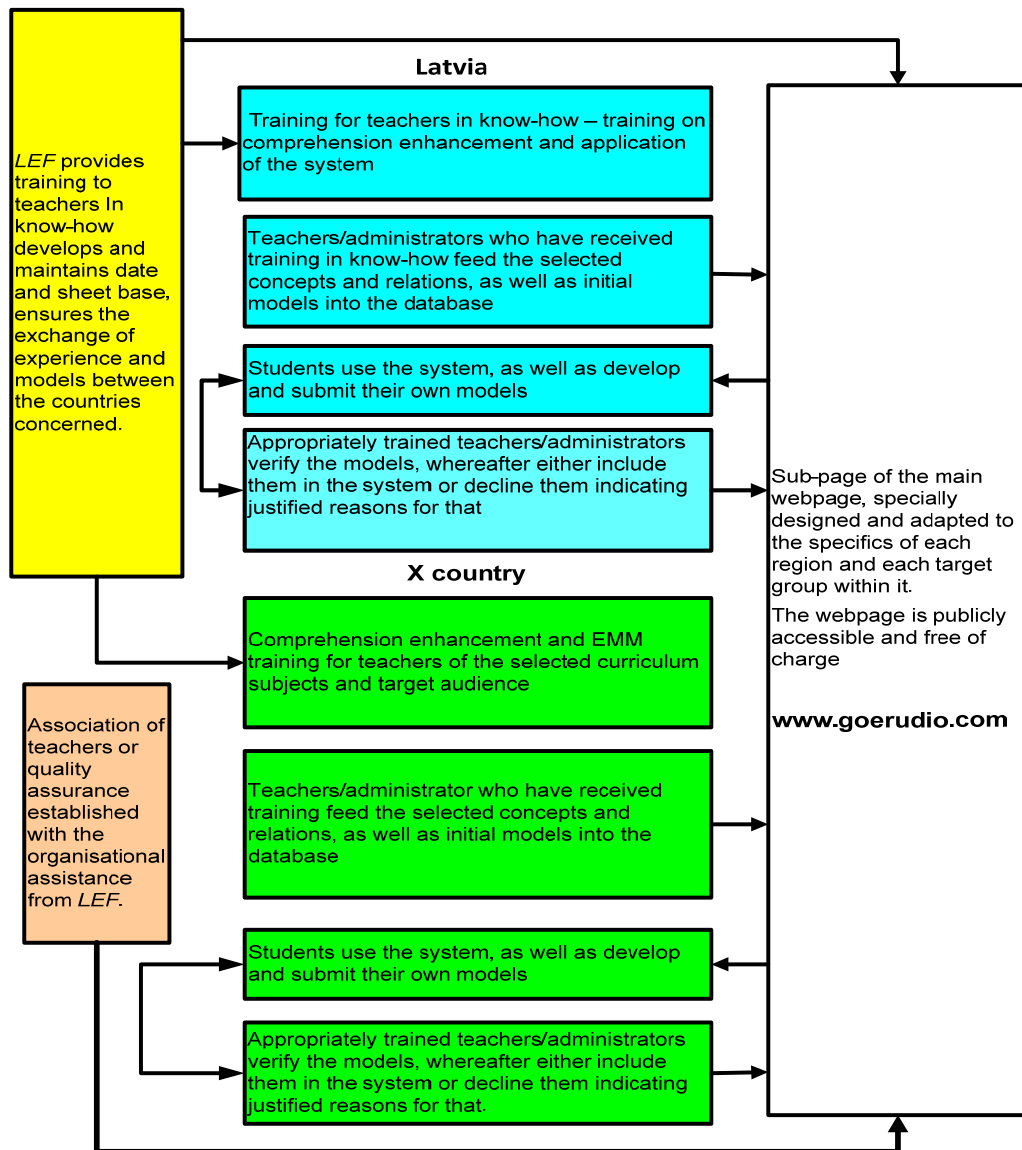 LEF provides
training to
teachers In
know-how
develops and
maintains date
and sheet base,
ensures the
exchange of
experience and
models between
the countries
concerned.
Latvia
Training for teachers in know-how – training on
comprehension enhancement and application
of the system
Teachers/administrators who have received
training in know-how feed the selected
concepts and relations, as well as initial
models into the database
Students use the system, as well as develop
and submit their own models
Appropriately trained teachers/administrators
verify the models, whereafter either include
them in the system or decline them indicating
justified reasons for that
X country
Comprehension enhancement and EMM
training for teachers of the selected curriculum
subjects and target audience
Association of
teachers or
quality
assurance
established
with the
organisational
assistance
from LEF.
Teachers/administrator who have received
training feed the selected concepts and
relations, as well as initial models into the
database
Students use the system, as well as develop
and submit their own models
Appropriately trained teachers/administrators
verify the models, whereafter either include
them in the system or decline them indicating
justified reasons for that.
Sub-page of the main
webpage, specially
designed and adapted to
the specifics of each
region and each target
group within it.
The webpage is publicly
accessible and free of
charge
www.goerudio.com